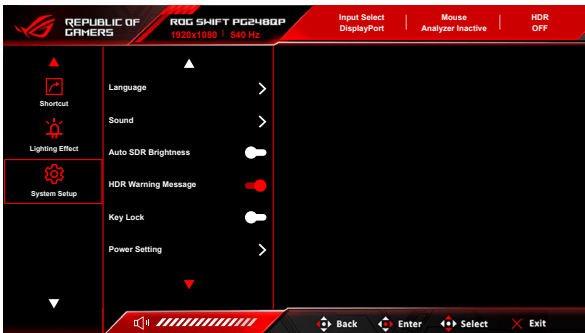 REPUBLIC OF
GAMERS
ROG SWIFT PG248QP
1920x1080 | 540 Hz
Input Select
DisplayPort
Mouse
Analyzer Inactive
HDR
OFF
Shortcut
Lighting Effect
System Setup
Language
Sound
Auto SDR Brightness
HDR Warning Message
Key Lock
Power Setting
Back
Enter
Select
Exit